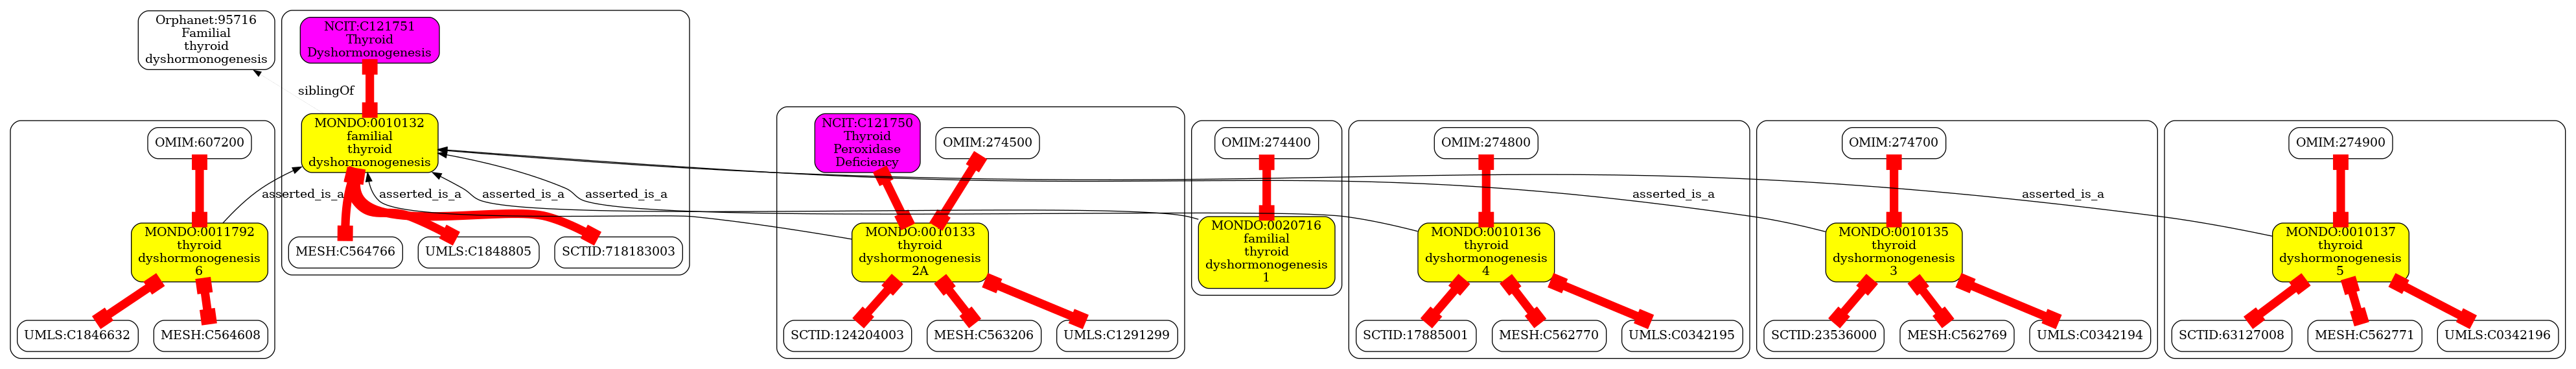 Orphanet:95716
Familial
thyroid
dyshormonogenesis
NCIT:C121751
Thyroid
Dyshormonogenesis
siblingOf
OMIM:607200
MONDO:0010132
familial
thyroid
dyshormonogenesis
NCIT:C121750
Thyroid
Peroxidase
Deficiency
OMIM:274500
OMIM:274400
OMIM:274800
OMIM:274700
OMIM:274900
asserted_is_a
asserted_is_a
asserted_is_a
asserted_is_a
asserted_is_a
asserted_is_a
MONDO:0011792
thyroid
dyshormonogenesis
6
MESH:C564766
UMLS:C1848805
SCTID:718183003
MONDO:0010133
thyroid
dyshormonogenesis
2A
MONDO:0020716
familial
thyroid
dyshormonogenesis
1
MONDO:0010136
thyroid
dyshormonogenesis
4
MONDO:0010135
thyroid
dyshormonogenesis
3
MONDO:0010137
thyroid
dyshormonogenesis
5
UMLS:C1846632
MESH:C564608
SCTID:124204003
MESH:C563206
UMLS:C1291299
SCTID:17885001
MESH:C562770
UMLS:C0342195
SCTID:23536000
MESH:C562769
UMLS:C0342194
SCTID:63127008
MESH:C562771
UMLS:C0342196